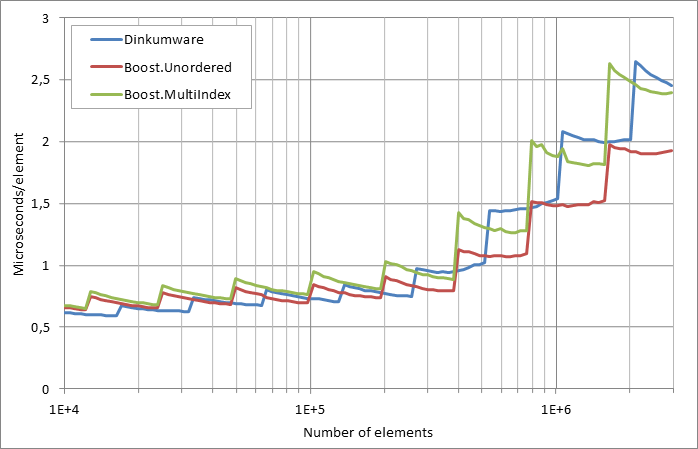 Dinkumware
Boost.Unordered
Boost.MultiIndex
Microseconds/element
3
2,5
2
1,5
1
0,5
0
1E+4
1E+5
1E+6
Number of elements